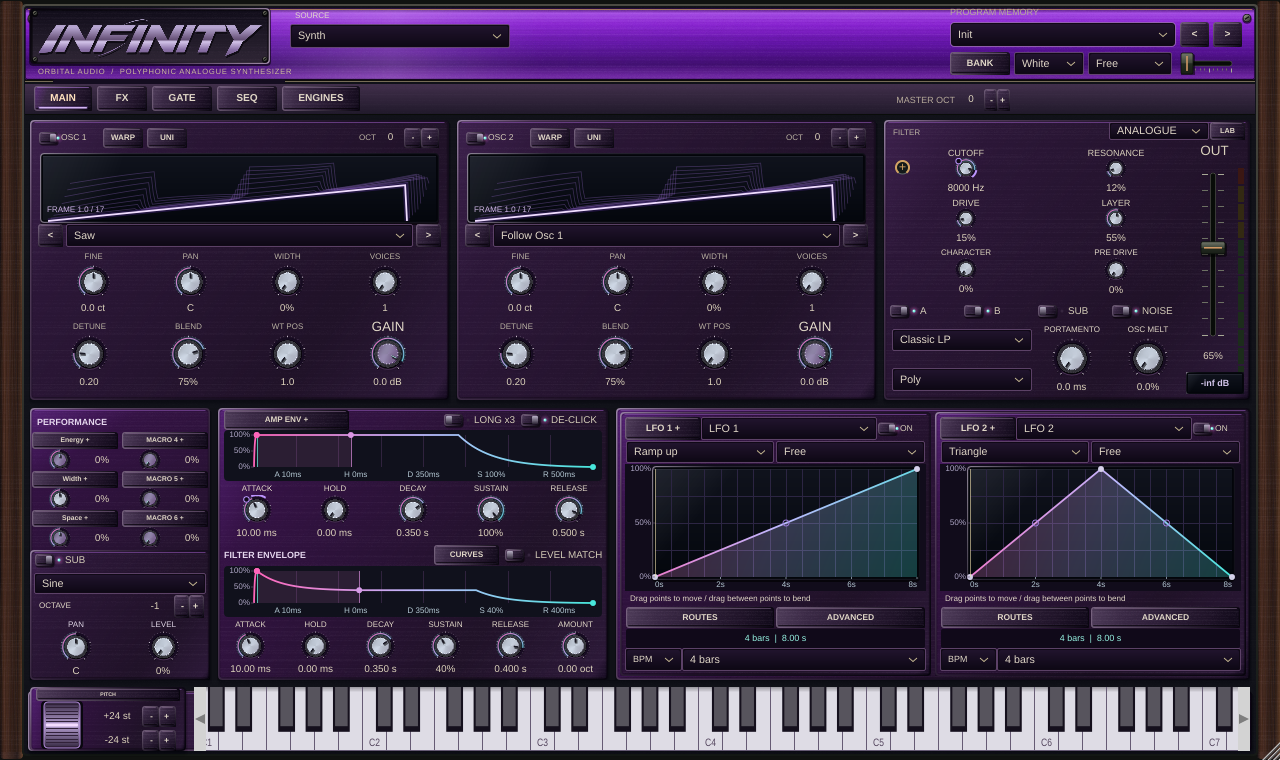 INFINITY
ORBITAL AUDIO / POLYPHONIC ANALOGUE SYNTHESIZER
SOURCE
Synth
PROGRAM MEMORY
Init
<
>
BANK
White
Free
MAIN
FX
GATE
SEQ
ENGINES
MASTER OCT 0 - +
OSC 1
WARP
UNI
OCT 0 - +
FRAME 1.0 / 17
<
Saw
>
FINE PAN WIDTH VOICES
0.0 ct C 0% 1
DETUNE BLEND WT POS GAIN
0.20 75% 1.0 0.0 dB
OSC 2
WARP
UNI
OCT 0 - +
FRAME 1.0 / 17
<
Follow Osc 1
>
FINE PAN WIDTH VOICES
0.0 ct C 0% 1
DETUNE BLEND WT POS GAIN
0.20 75% 1.0 0.0 dB
FILTER
ANALOGUE
LAB
CUTOFF RESONANCE OUT
+
8000 Hz 12%
DRIVE LAYER
15% 55%
CHARACTER PRE DRIVE
0% 0%
A B SUB NOISE
Classic LP
PORTAMENTO OSC MELT
Poly
0.0 ms 0.0%
65%
-inf dB
PERFORMANCE
Energy + MACRO 4 +
0% 0%
Width + MACRO 5 +
0% 0%
Space + MACRO 6 +
0% 0%
SUB
Sine
OCTAVE -1 - +
PAN LEVEL
C 0%
AMP ENV +
LONG x3
DE-CLICK
100%
50%
0%
A 10ms H 0ms D 350ms S 100% R 500ms
ATTACK HOLD DECAY SUSTAIN RELEASE
10.00 ms 0.00 ms 0.350 s 100% 0.500 s
FILTER ENVELOPE
CURVES
LEVEL MATCH
100%
50%
0%
A 10ms H 0ms D 350ms S 40% R 400ms
ATTACK HOLD DECAY SUSTAIN RELEASE AMOUNT
10.00 ms 0.00 ms 0.350 s 40% 0.400 s 0.00 oct
LFO 1 +
LFO 1
ON
Ramp up
Free
100%
50%
0%
0s 2s 4s 6s 8s
Drag points to move / drag between points to bend
ROUTES
ADVANCED
4 bars | 8.00 s
BPM
4 bars
LFO 2 +
LFO 2
ON
Triangle
Free
100%
50%
0%
0s 2s 4s 6s 8s
Drag points to move / drag between points to bend
ROUTES
ADVANCED
4 bars | 8.00 s
BPM
4 bars
PITCH
+24 st - +
-24 st - +
C2 C3 C4 C5 C6 C7